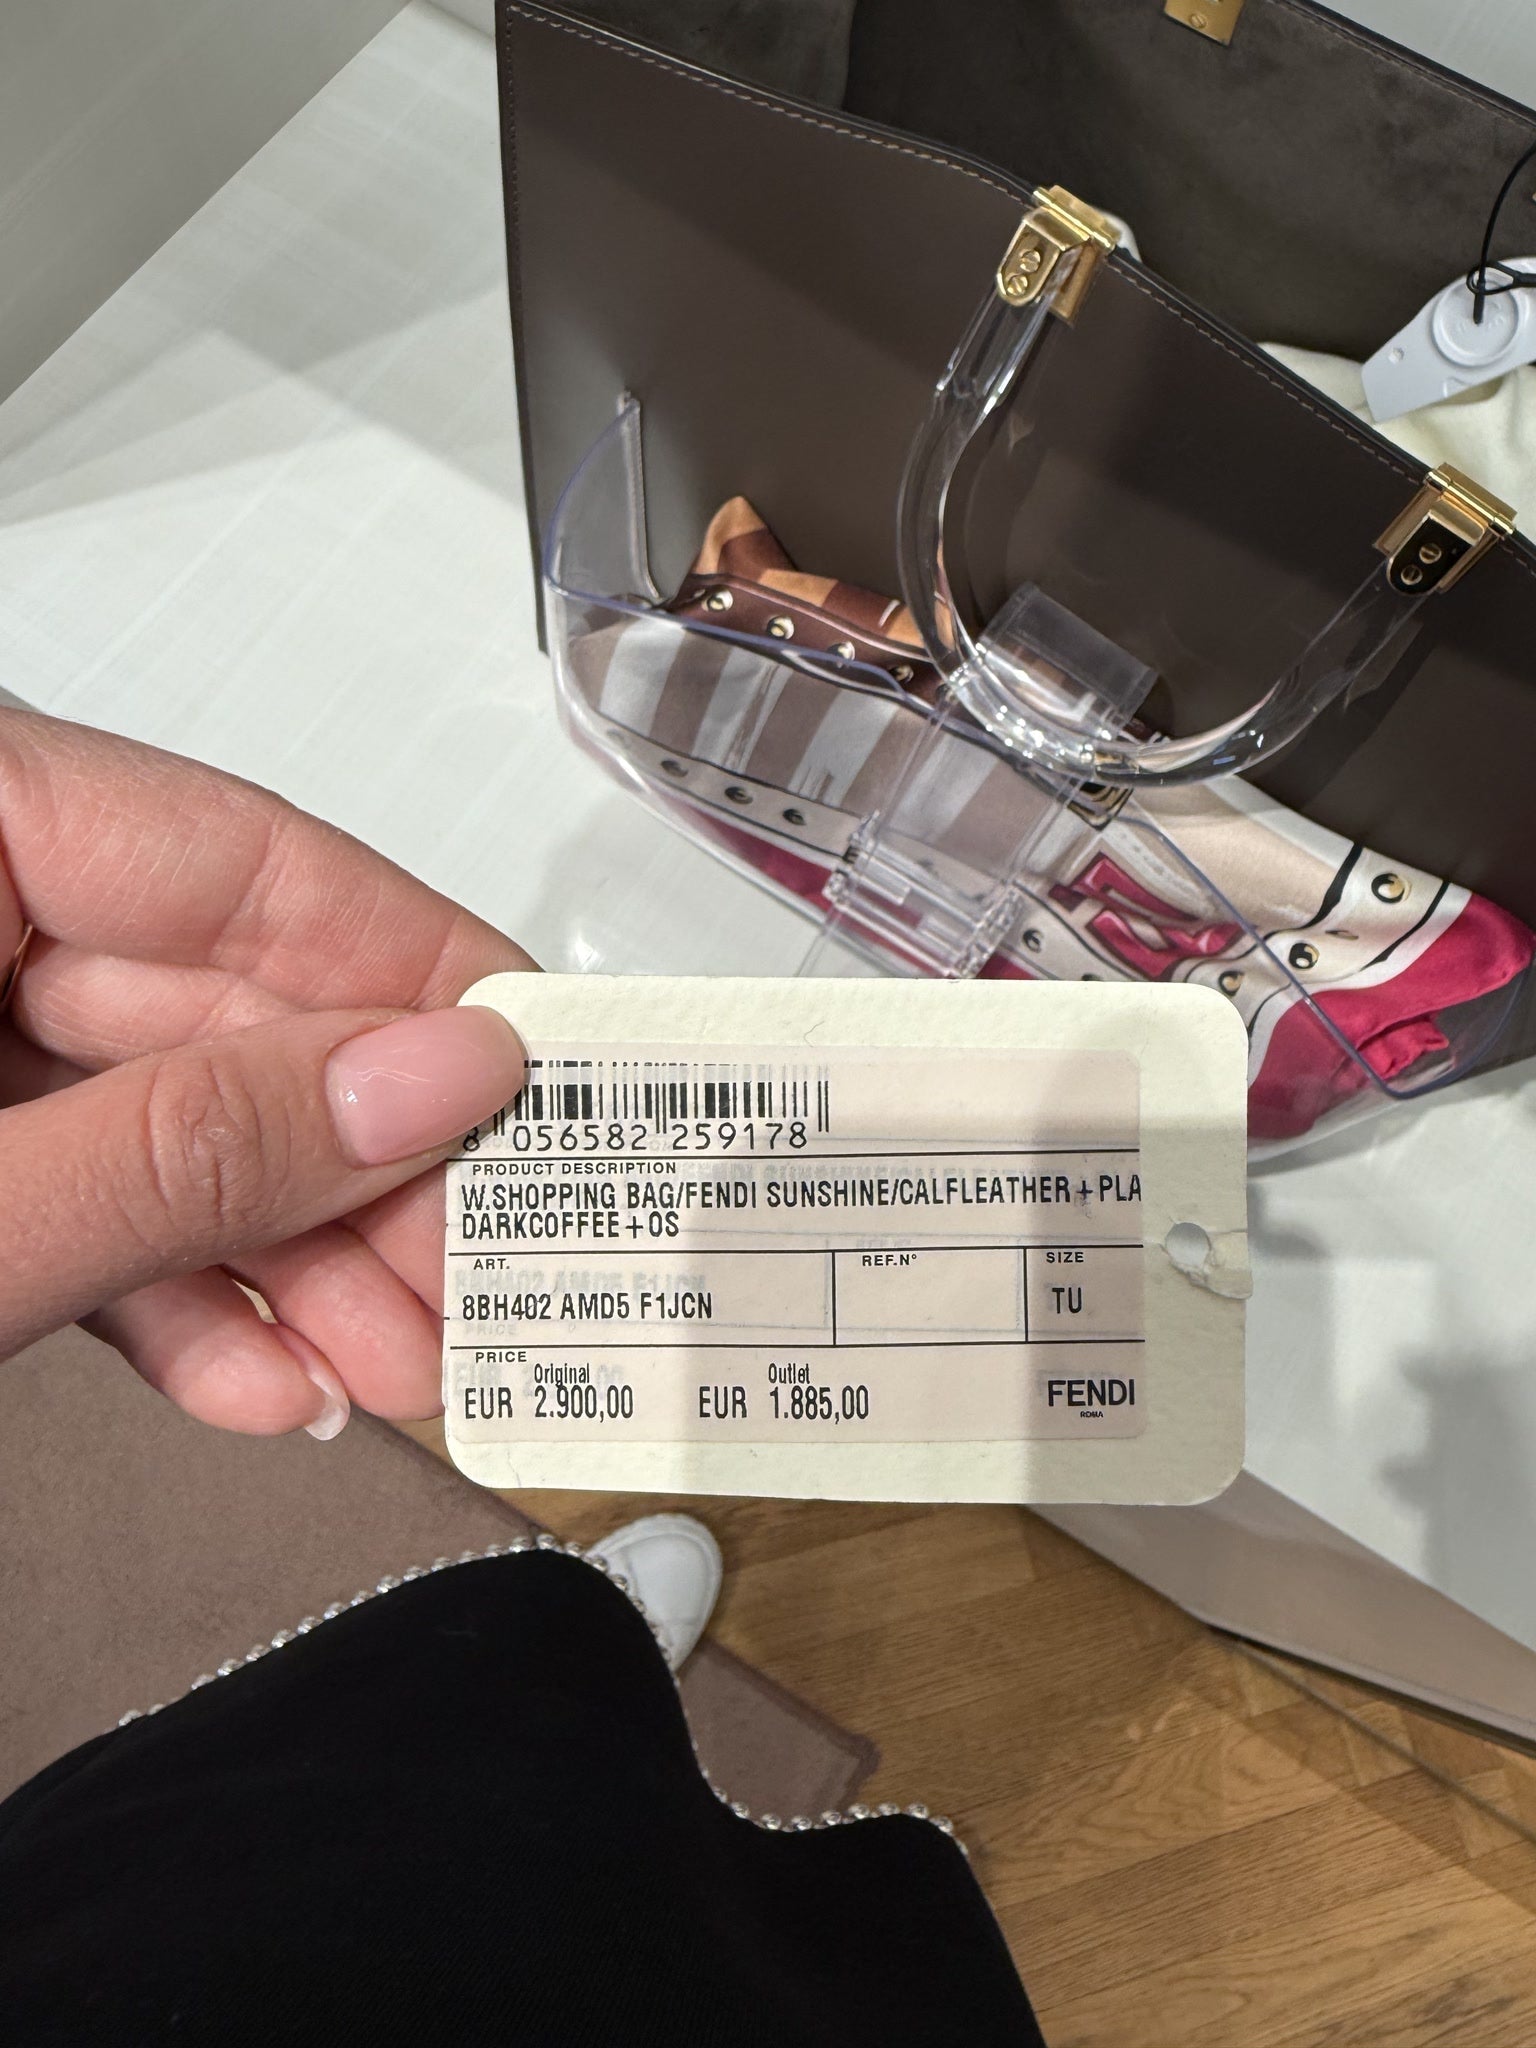 8 056582 259178
PRODUCT DESCRIPTION
W.SHOPPING BAG/FENDI SUNSHINE/CALFLEATHER+PLA
DARKCOFFEE+OS
ART. REF.N° SIZE
8BH402 AMD5 F1JCN TU
PRICE
Original Outlet
EUR 2.900,00 EUR 1.885,00 FENDI
ROMA